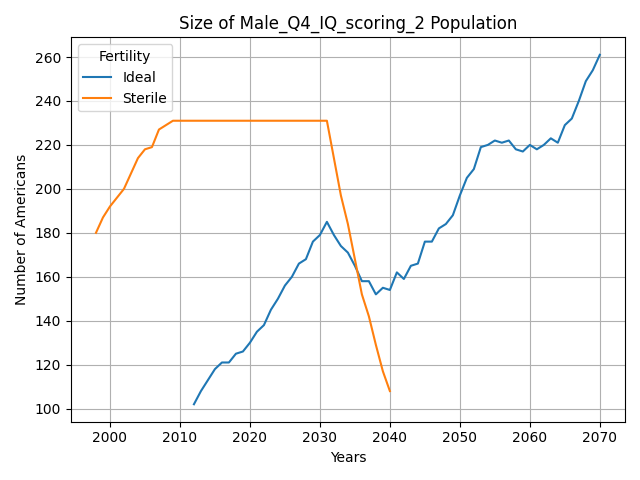 Size of Male_Q4_IQ_scoring_2 Population
Fertility
Ideal
Sterile
Number of Americans
260
240
220
200
180
160
140
120
100
2000 2010 2020 2030 2040 2050 2060 2070
Years